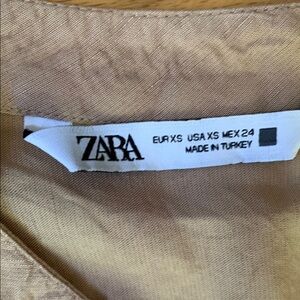 ZARA
EUR XS USA XS MEX 24
MADE IN TURKEY